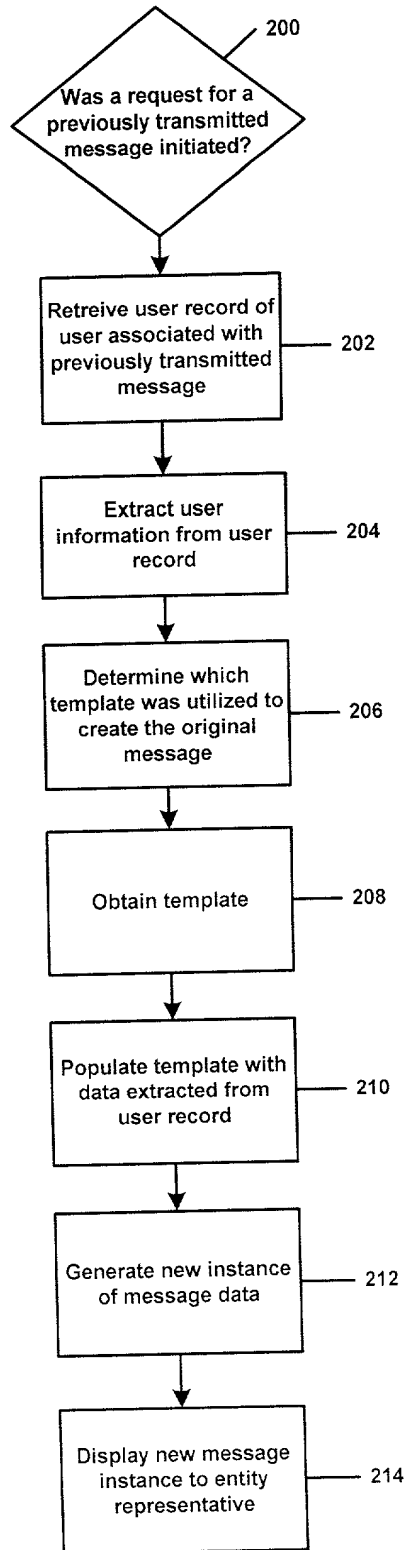 200
Was a request for a
previously transmitted
message initiated?
Retreive user record of
user associated with
previously transmitted
message
202
Extract user
information from user
record
204
Determine which
template was utilized to
create the original
message
206
Obtain template
208
Populate template with
data extracted from
user record
210
Generate new instance
of message data
212
Display new message
instance to entity
representative
214